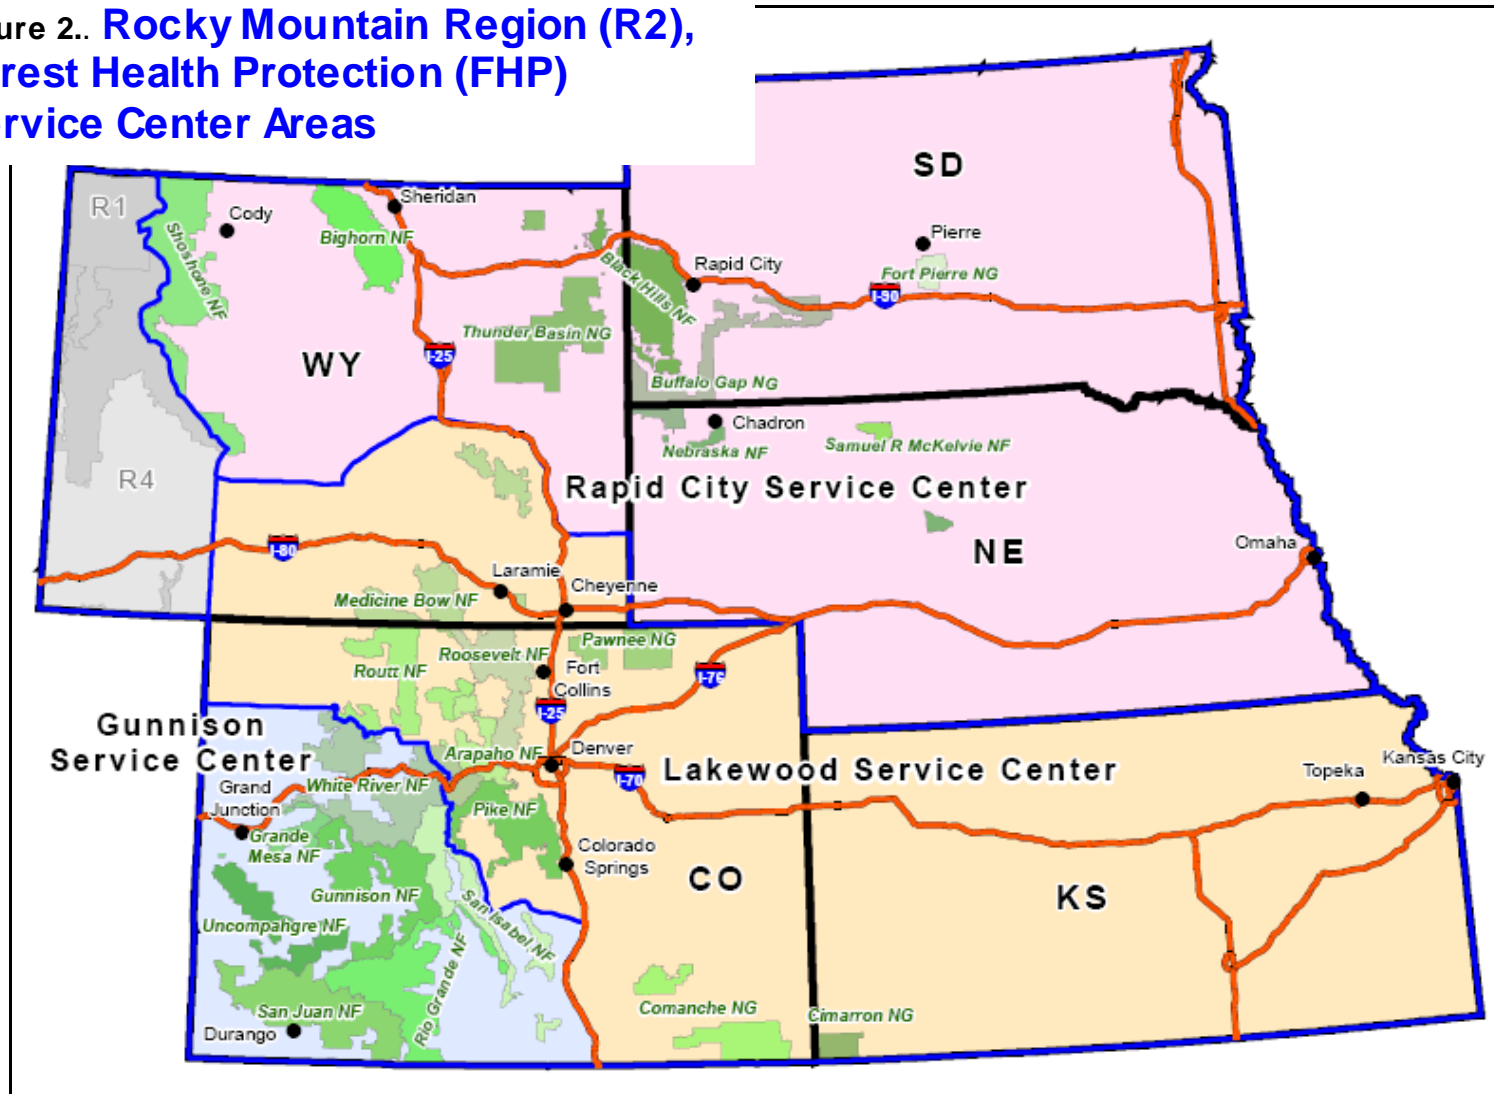 ure 2.. Rocky Mountain Region (R2),
rest Health Protection (FHP)
rvice Center Areas
SD
R1
Sheridan
Cody
Shoshone NF
Bighorn NF
Pierre
Rapid City
Fort Pierre NG
Black Hills NF
I-90
Thunder Basin NG
I-25
WY
Buffalo Gap NG
Chadron
Nebraska NF
Samuel R McKelvie NF
R4
Rapid City Service Center
NE
Omaha
I-80
Laramie
Cheyenne
Medicine Bow NF
Roosevelt NF
Pawnee NG
Routt NF
Fort
Collins
I-76
I-25
Gunnison
Service Center
Arapaho NF
Denver
I-70
Lakewood Service Center
Kansas City
Topeka
White River NF
Grand
Junction
Pike NF
Grande
Mesa NF
Colorado
Springs
CO
KS
Gunnison NF
San Isabel NF
Uncompahgre NF
Rio Grande NF
San Juan NF
Durango
Comanche NG
Cimarron NG